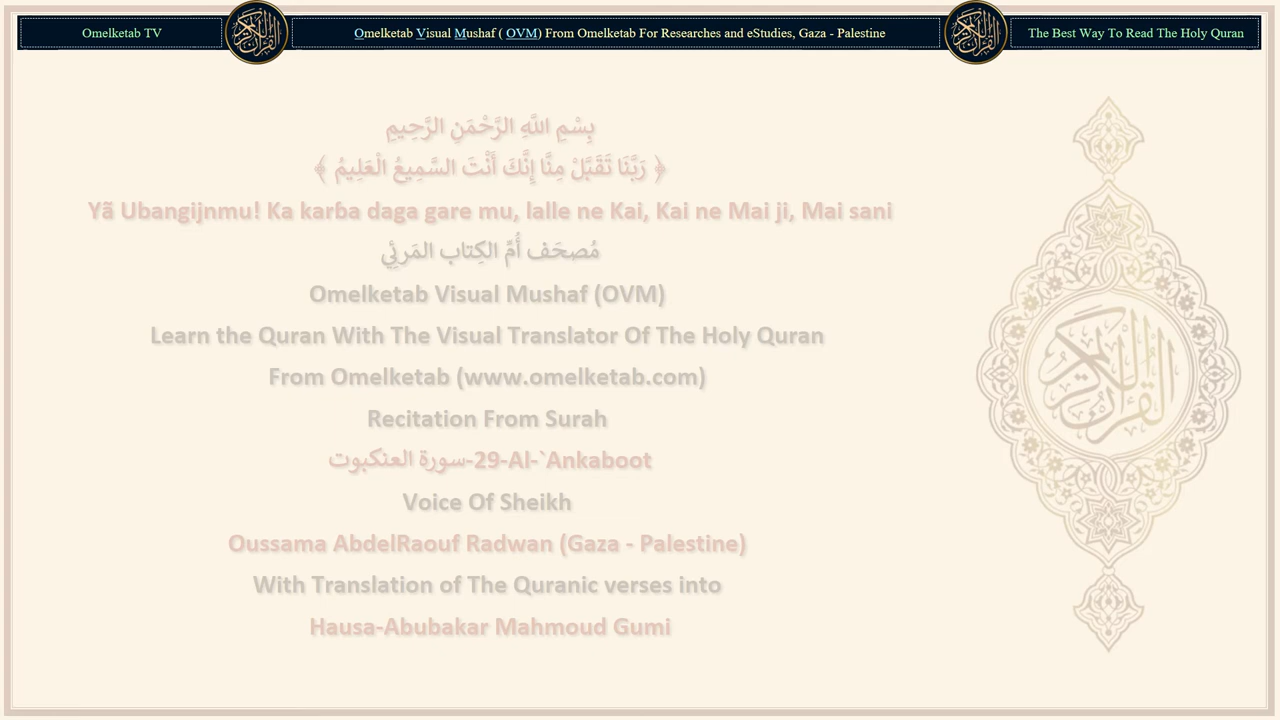 Omelketab TV
Omelketab Visual Mushaf ( OVM) From Omelketab For Researches and eStudies, Gaza - Palestine
The Best Way To Read The Holy Quran
بِسْمِ اللَّهِ الرَّحْمَنِ الرَّحِيمِ
﴿ رَبَّنَا تَقَبَّلْ مِنَّا إِنَّكَ أَنْتَ السَّمِيعُ الْعَلِيمُ ﴾
Yã Ubangijnmu! Ka karɓa daga gare mu, lalle ne Kai, Kai ne Mai ji, Mai sani
مُصحَف أُمِّ الكِتاب المَرئِي
Omelketab Visual Mushaf (OVM)
Learn the Quran With The Visual Translator Of The Holy Quran
From Omelketab (www.omelketab.com)
Recitation From Surah
سورة العنكبوت-29-Al-`Ankaboot
Voice Of Sheikh
Oussama AbdelRaouf Radwan (Gaza - Palestine)
With Translation of The Quranic verses into
Hausa-Abubakar Mahmoud Gumi
القرآن الكريم